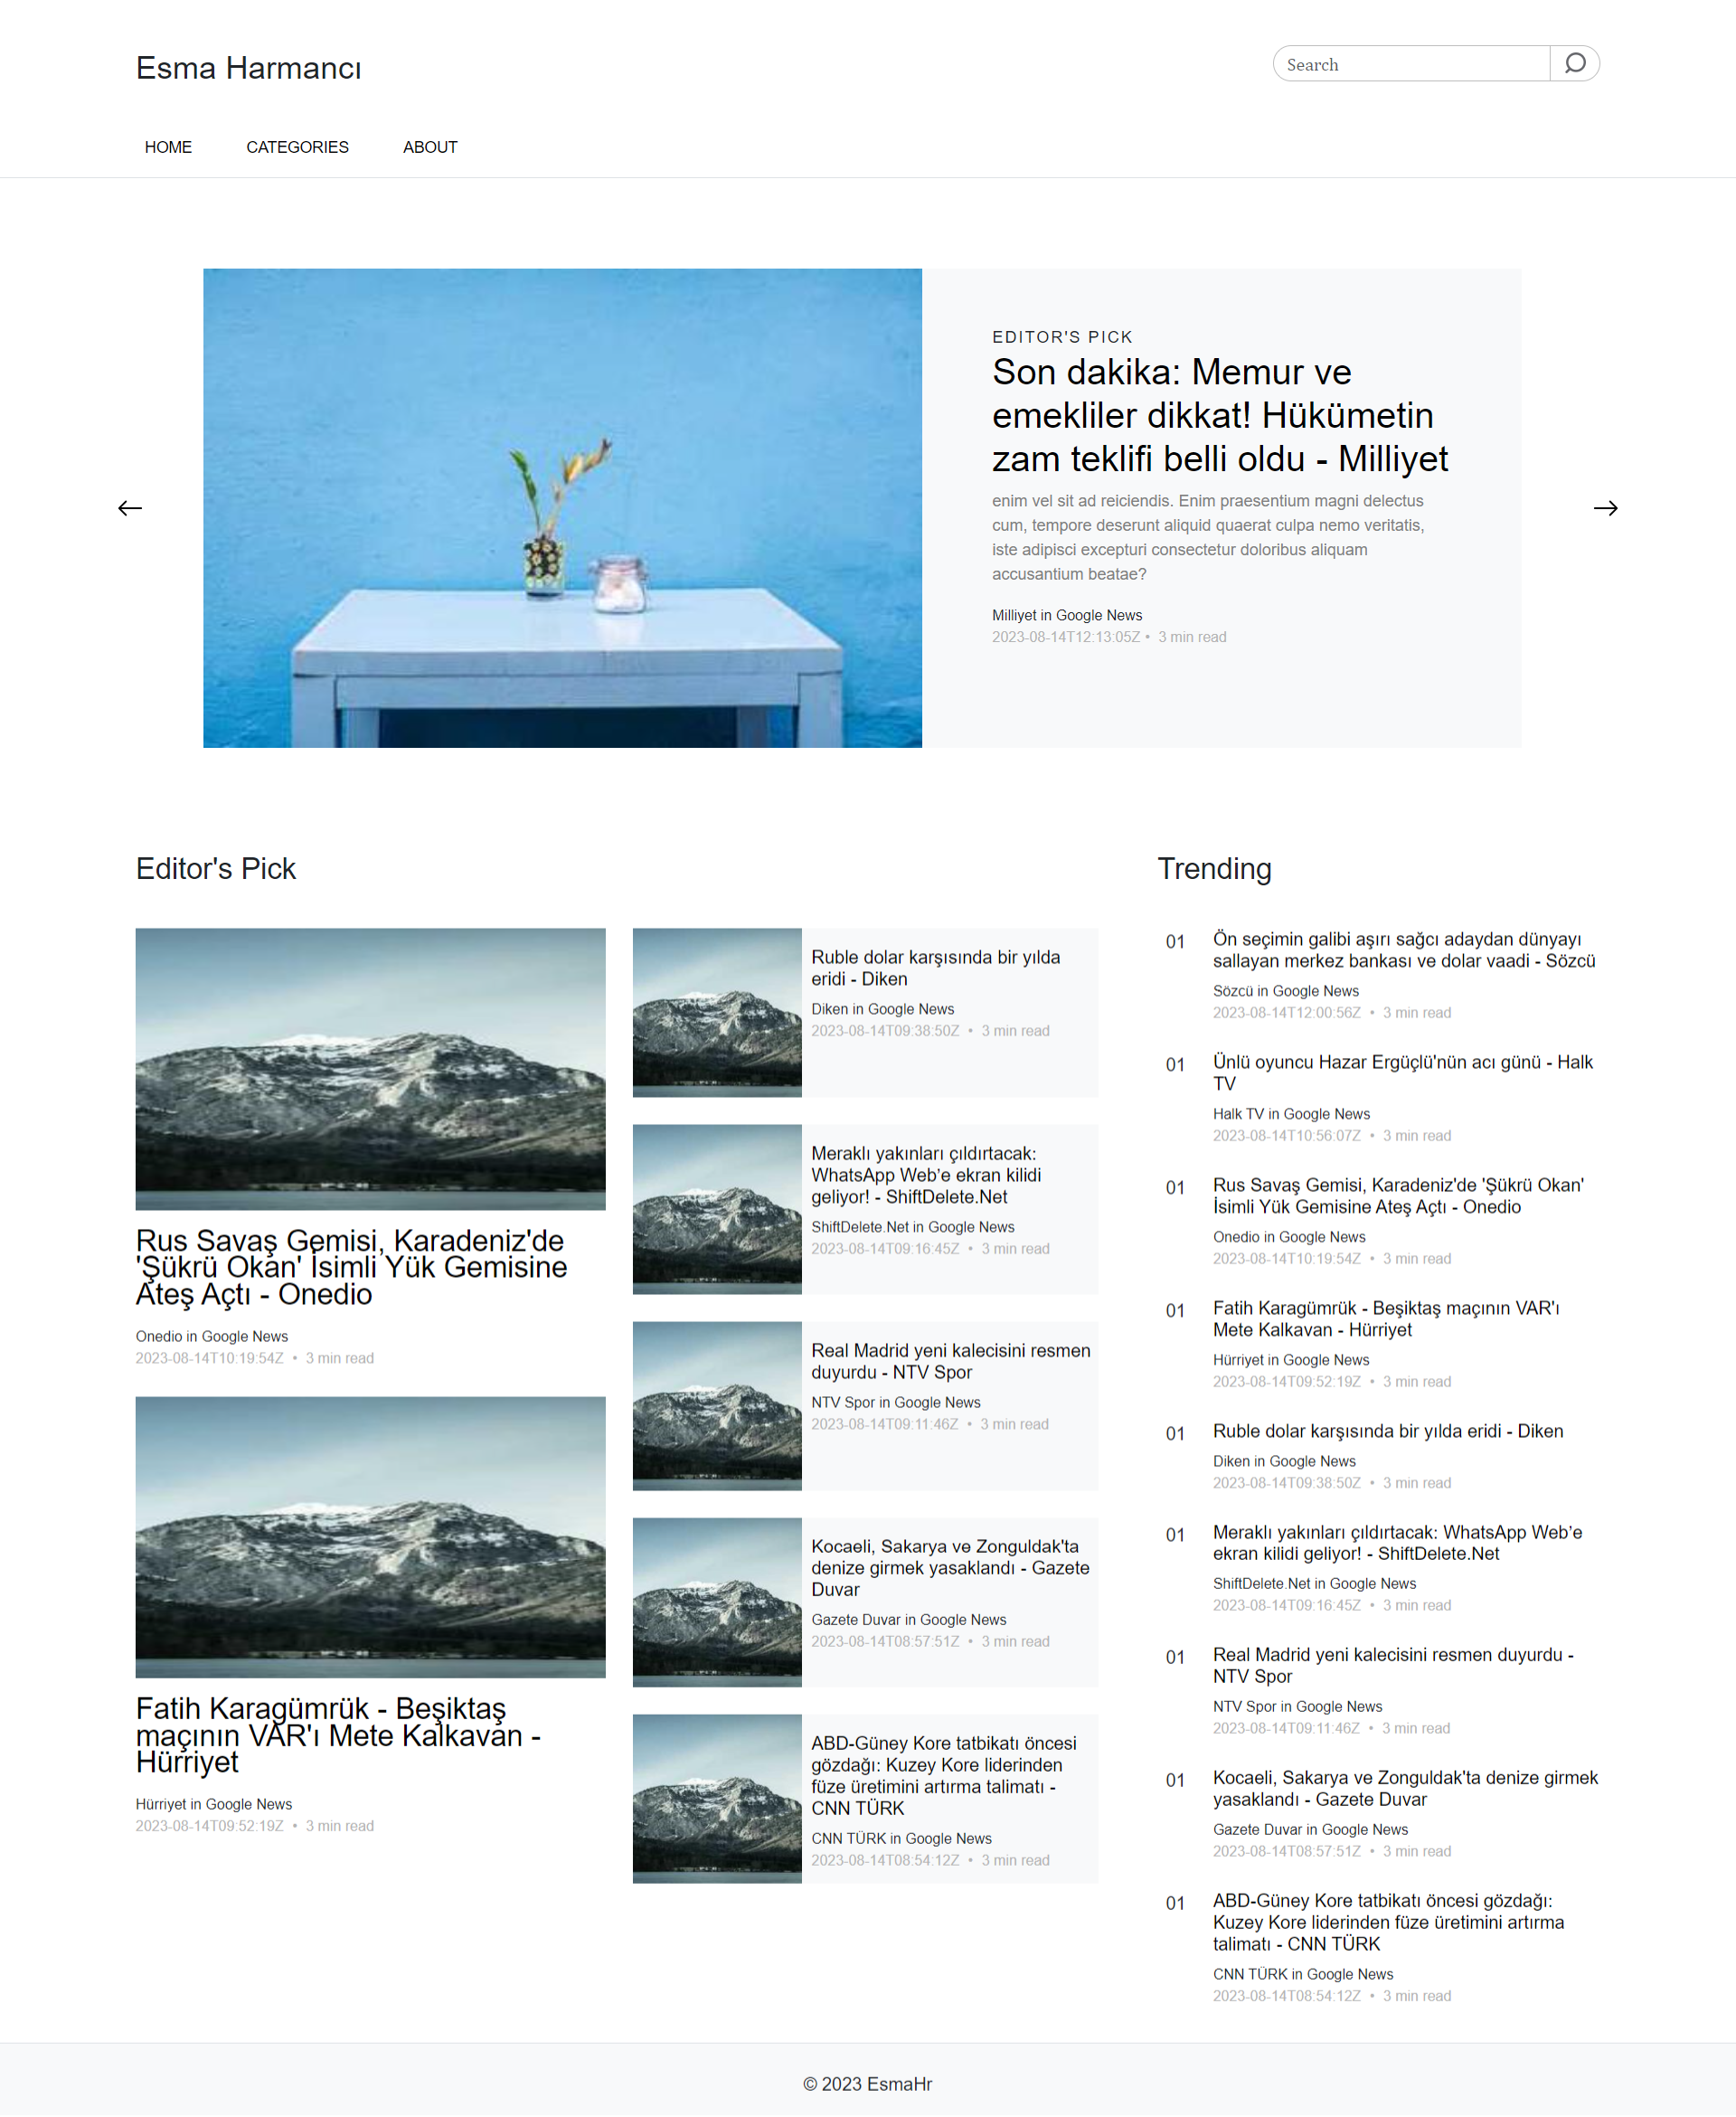 Esma Harmancı
Search
HOME CATEGORIES ABOUT
EDITOR'S PICK
Son dakika: Memur ve
emekliler dikkat! Hükümetin
zam teklifi belli oldu - Milliyet
enim vel sit ad reiciendis. Enim praesentium magni delectus
cum, tempore deserunt aliquid quaerat culpa nemo veritatis,
iste adipisci excepturi consectetur doloribus aliquam
accusantium beatae?
Milliyet in Google News
2023-08-14T12:13:05Z • 3 min read
Editor's Pick
Rus Savaş Gemisi, Karadeniz'de
'Şükrü Okan' İsimli Yük Gemisine
Ateş Açtı - Onedio
Onedio in Google News
2023-08-14T10:19:54Z • 3 min read
Fatih Karagümrük - Beşiktaş
maçının VAR'ı Mete Kalkavan -
Hürriyet
Hürriyet in Google News
2023-08-14T09:52:19Z • 3 min read
Ruble dolar karşısında bir yılda
eridi - Diken
Diken in Google News
2023-08-14T09:38:50Z • 3 min read
Meraklı yakınları çıldırtacak:
WhatsApp Web’e ekran kilidi
geliyor! - ShiftDelete.Net
ShiftDelete.Net in Google News
2023-08-14T09:16:45Z • 3 min read
Real Madrid yeni kalecisini resmen
duyurdu - NTV Spor
NTV Spor in Google News
2023-08-14T09:11:46Z • 3 min read
Kocaeli, Sakarya ve Zonguldak'ta
denize girmek yasaklandı - Gazete
Duvar
Gazete Duvar in Google News
2023-08-14T08:57:51Z • 3 min read
ABD-Güney Kore tatbikatı öncesi
gözdağı: Kuzey Kore liderinden
füze üretimini artırma talimatı -
CNN TÜRK
CNN TÜRK in Google News
2023-08-14T08:54:12Z • 3 min read
Trending
01 Ön seçimin galibi aşırı sağcı adaydan dünyayı
sallayan merkez bankası ve dolar vaadi - Sözcü
Sözcü in Google News
2023-08-14T12:00:56Z • 3 min read
01 Ünlü oyuncu Hazar Ergüçlü'nün acı günü - Halk
TV
Halk TV in Google News
2023-08-14T10:56:07Z • 3 min read
01 Rus Savaş Gemisi, Karadeniz'de 'Şükrü Okan'
İsimli Yük Gemisine Ateş Açtı - Onedio
Onedio in Google News
2023-08-14T10:19:54Z • 3 min read
01 Fatih Karagümrük - Beşiktaş maçının VAR'ı
Mete Kalkavan - Hürriyet
Hürriyet in Google News
2023-08-14T09:52:19Z • 3 min read
01 Ruble dolar karşısında bir yılda eridi - Diken
Diken in Google News
2023-08-14T09:38:50Z • 3 min read
01 Meraklı yakınları çıldırtacak: WhatsApp Web’e
ekran kilidi geliyor! - ShiftDelete.Net
ShiftDelete.Net in Google News
2023-08-14T09:16:45Z • 3 min read
01 Real Madrid yeni kalecisini resmen duyurdu -
NTV Spor
NTV Spor in Google News
2023-08-14T09:11:46Z • 3 min read
01 Kocaeli, Sakarya ve Zonguldak'ta denize girmek
yasaklandı - Gazete Duvar
Gazete Duvar in Google News
2023-08-14T08:57:51Z • 3 min read
01 ABD-Güney Kore tatbikatı öncesi gözdağı:
Kuzey Kore liderinden füze üretimini artırma
talimatı - CNN TÜRK
CNN TÜRK in Google News
2023-08-14T08:54:12Z • 3 min read
© 2023 EsmaHr